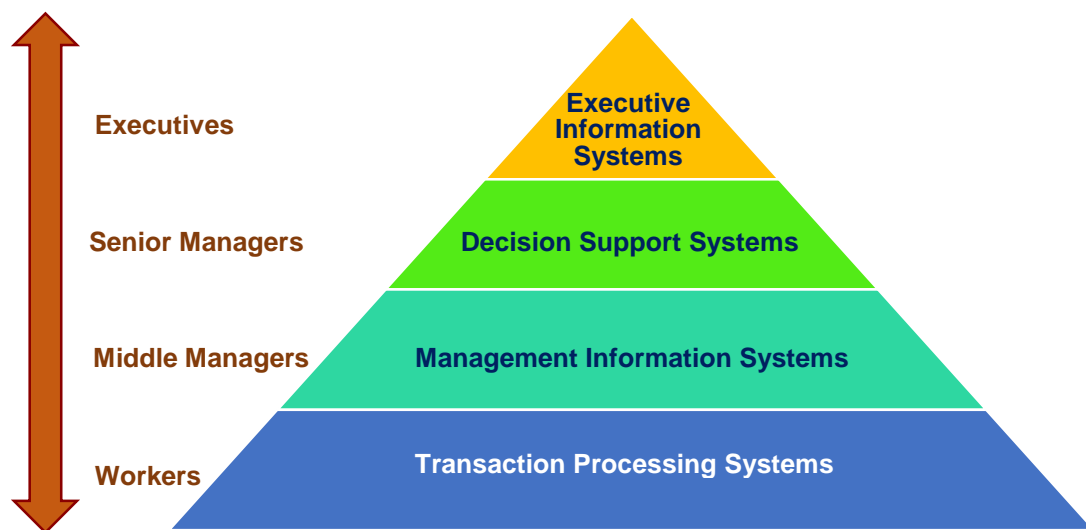 Executives
Executive
Information
Systems
Senior Managers
Decision Support Systems
Middle Managers
Management Information Systems
Workers
Transaction Processing Systems